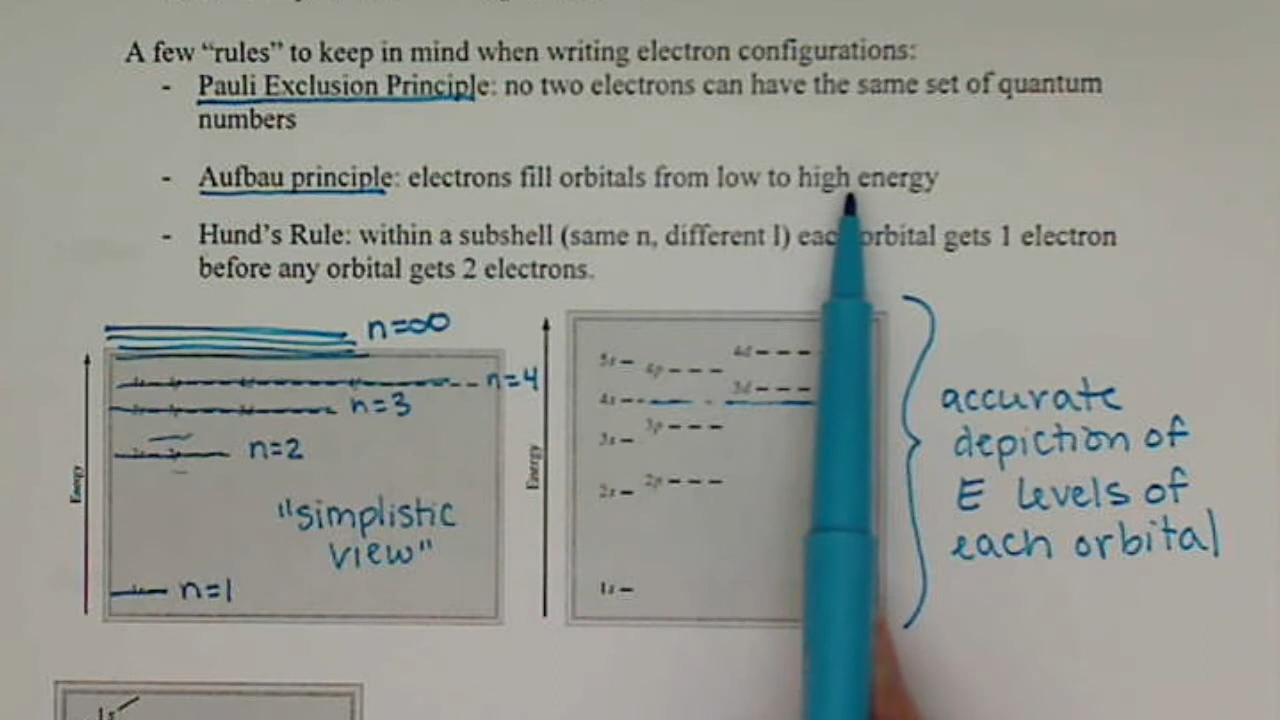 A few “rules” to keep in mind when writing electron configurations:
- Pauli Exclusion Principle: no two electrons can have the same set of quantum
numbers
- Aufbau principle: electrons fill orbitals from low to high energy
- Hund’s Rule: within a subshell (same n, different l) orbital gets 1 electron
before any orbital gets 2 electrons.
n=∞
n=4
n=3
n=2
"simplistic
view"
n=1
Energy
Energy
5s
4p
4d
4s
3d
3s
3p
2s
2p
1s
accurate
depiction of
E levels of
each orbital
1s